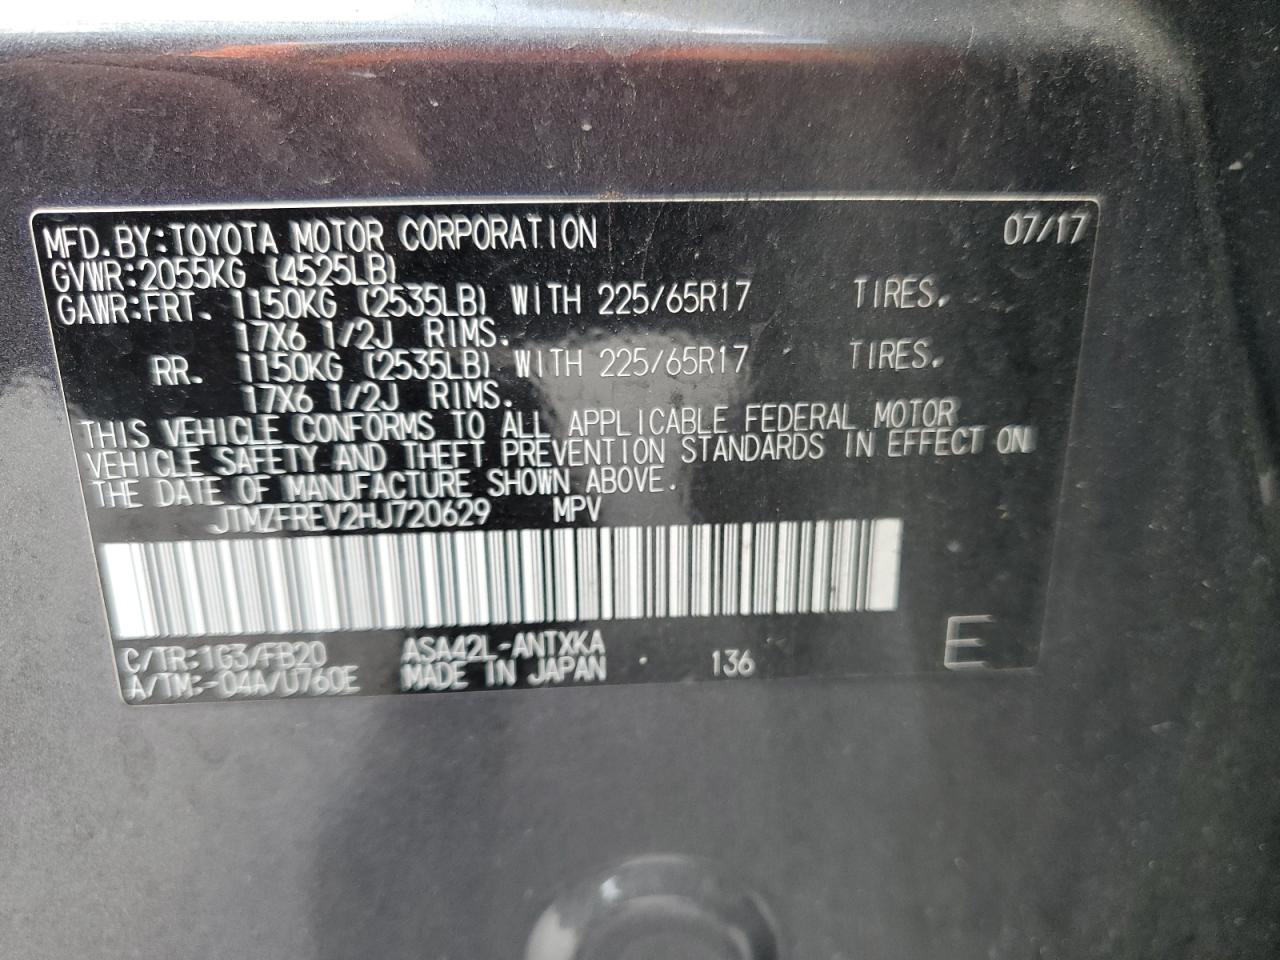 MFD.BY:TOYOTA MOTOR CORPORATION 07/17
GVWR:2055KG (4525LB)
GAWR:FRT. 1150KG (2535LB) WITH 225/65R17 TIRES.
17X6 1/2J RIMS.
RR. 1150KG (2535LB) WITH 225/65R17 TIRES.
17X6 1/2J RIMS.
THIS VEHICLE CONFORMS TO ALL APPLICABLE FEDERAL MOTOR
VEHICLE SAFETY AND THEFT PREVENTION STANDARDS IN EFFECT ON
THE DATE OF MANUFACTURE SHOWN ABOVE.
JTMZFREV2HJ720629 MPV
C/TR:1G3/FB20 ASA42L-ANTXKA
A/TM:-04A/U760E MADE IN JAPAN 136 E